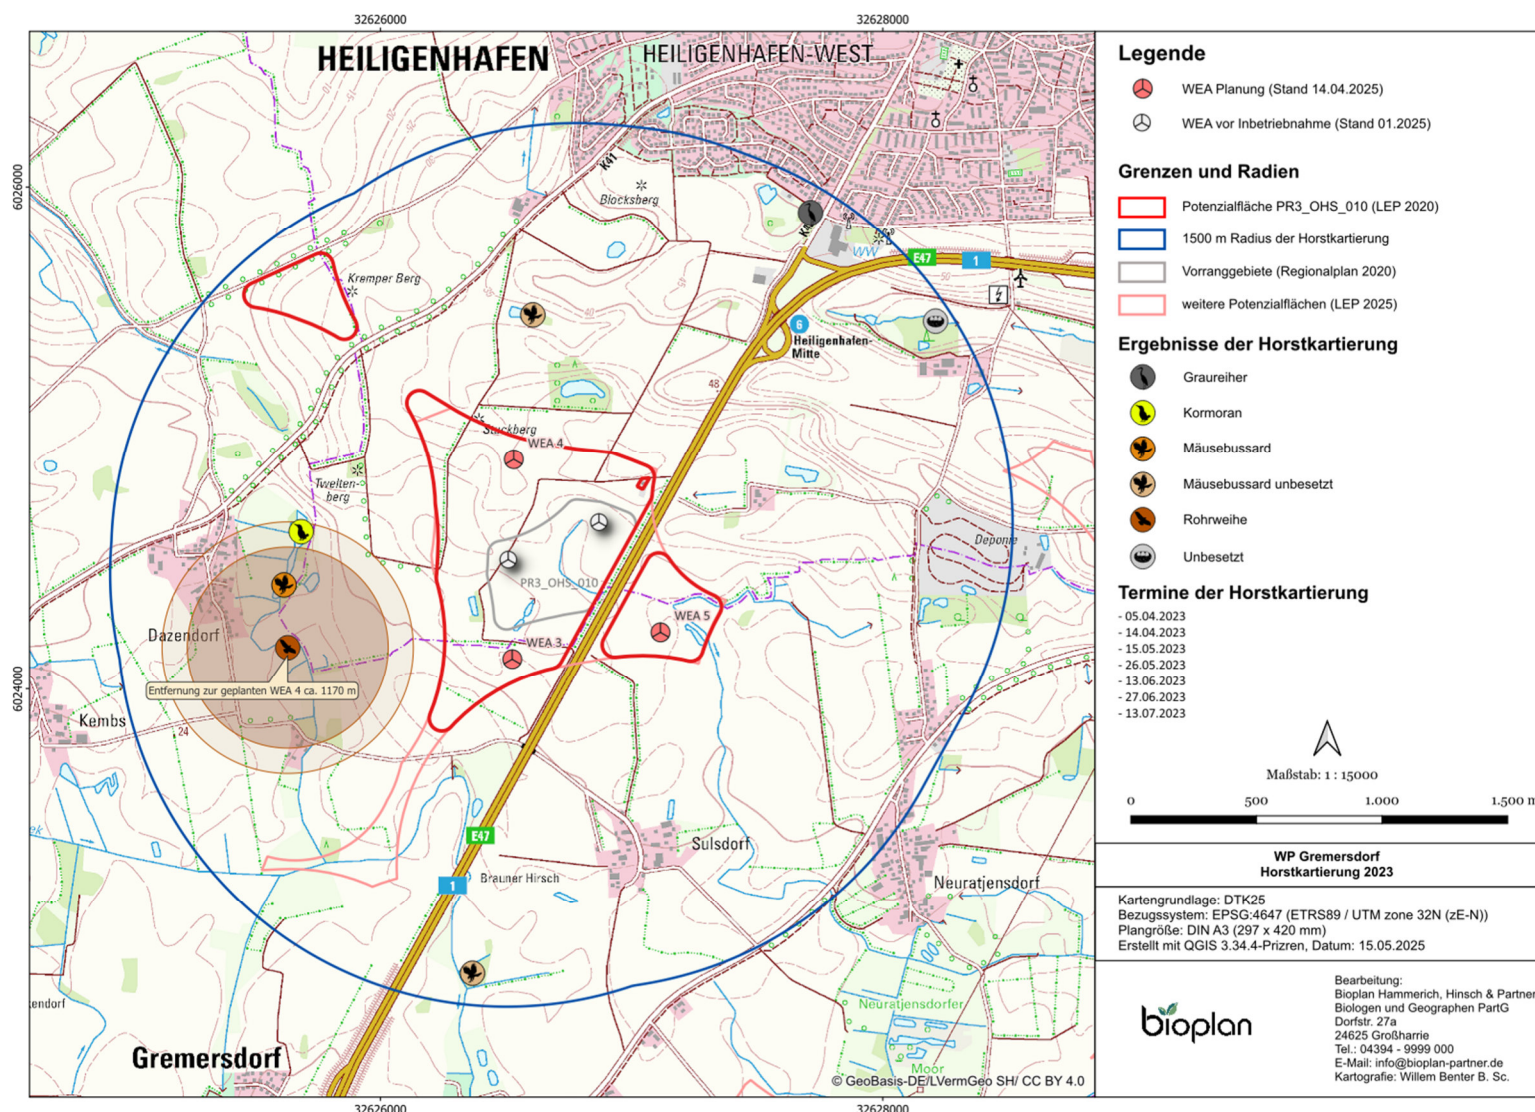 32626000
32628000
HEILIGENHAFEN
HEILIGENHAFEN-WEST
6026000
K41
Blocksberg
WW
E47
1
Kremper Berg
6
Heiligenhafen-
Mitte
48
Stuckberg
WEA 4
Twelten-
berg
Deponie
PR3_OHS_010
WEA 5
Dazendorf
WEA 3
Entfernung zur geplanten WEA 4 ca. 1170 m
6024000
Kembs
24
E47
Sulsdorf
1
Brauner Hirsch
Neuratjensdorf
Neuratjensdorfer
Moor
Gremersdorf
© GeoBasis-DE/LVermGeo SH/ CC BY 4.0
32626000
32628000
Legende
WEA Planung (Stand 14.04.2025)
WEA vor Inbetriebnahme (Stand 01.2025)
Grenzen und Radien
Potenzialfläche PR3_OHS_010 (LEP 2020)
1500 m Radius der Horstkartierung
Vorranggebiete (Regionalplan 2020)
weitere Potenzialflächen (LEP 2025)
Ergebnisse der Horstkartierung
Graureiher
Kormoran
Mäusebussard
Mäusebussard unbesetzt
Rohrweihe
Unbesetzt
Termine der Horstkartierung
- 05.04.2023
- 14.04.2023
- 15.05.2023
- 26.05.2023
- 13.06.2023
- 27.06.2023
- 13.07.2023
Maßstab: 1 : 15000
0 500 1.000 1.500 m
WP Gremersdorf
Horstkartierung 2023
Kartengrundlage: DTK25
Bezugssystem: EPSG:4647 (ETRS89 / UTM zone 32N (zE-N))
Plangröße: DIN A3 (297 x 420 mm)
Erstellt mit QGIS 3.34.4-Prizren, Datum: 15.05.2025
bioplan
Bearbeitung:
Bioplan Hammerich, Hinsch & Partner
Biologen und Geographen PartG
Dorfstr. 27a
24625 Großharrie
Tel.: 04394 - 9999 000
E-Mail: info@bioplan-partner.de
Kartografie: Willem Benter B. Sc.